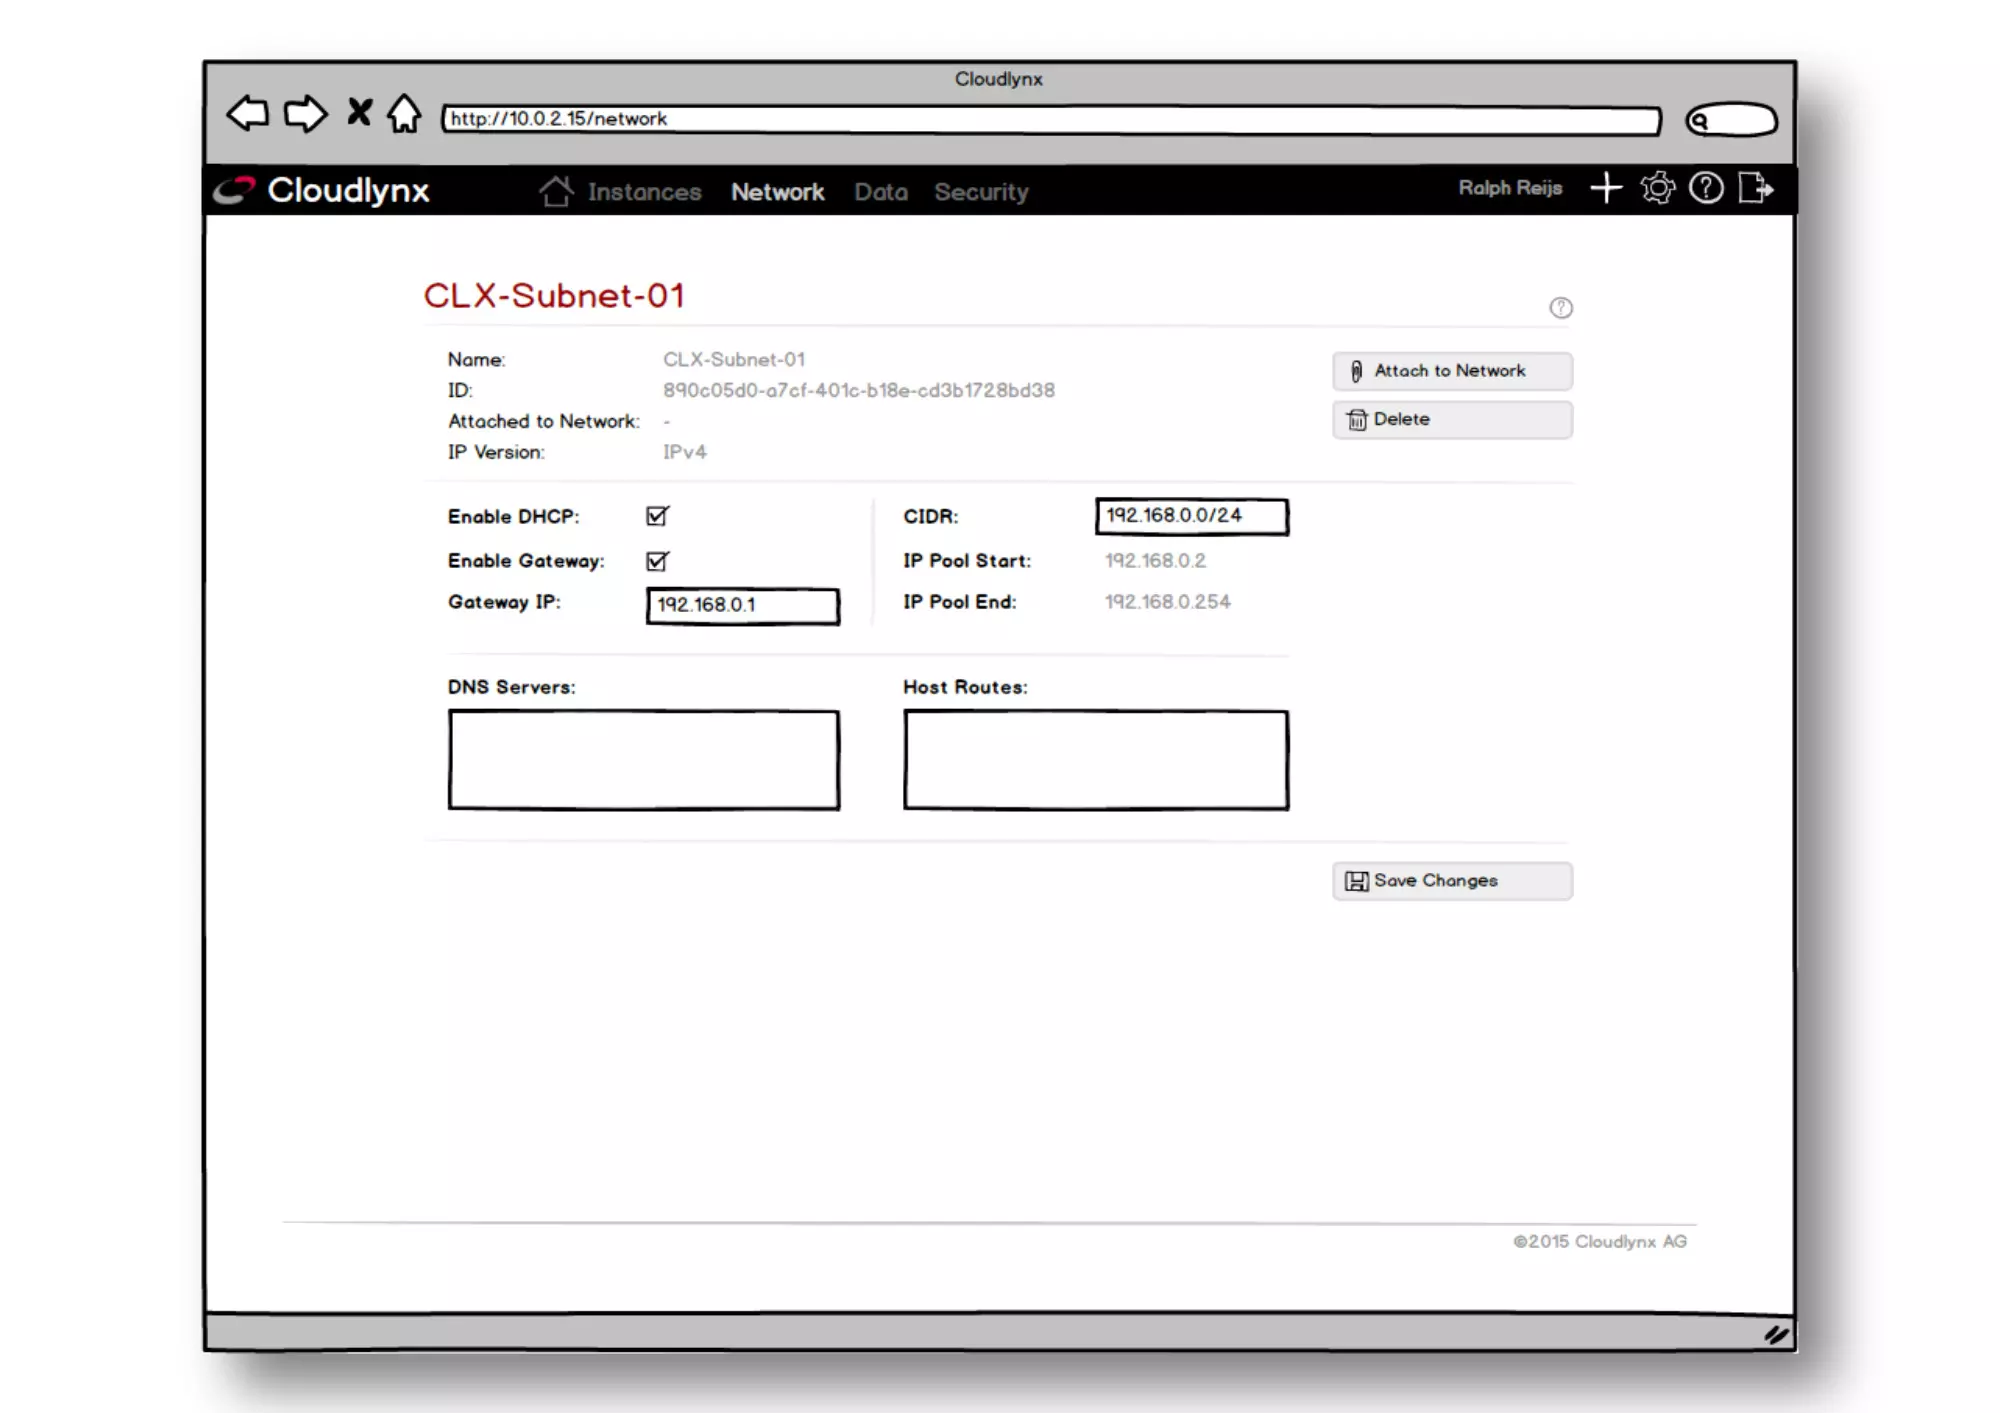 Cloudlynx
http://10.0.2.15/network
Cloudlynx Instances Network Data Security Ralph Reijs
CLX-Subnet-01
Name: CLX-Subnet-01
ID: 890c05d0-a7cf-401c-b18e-cd3b1728bd38
Attached to Network: -
IP Version: IPv4
Attach to Network
Delete
Enable DHCP:
Enable Gateway:
Gateway IP: 192.168.0.1
CIDR: 192.168.0.0/24
IP Pool Start: 192.168.0.2
IP Pool End: 192.168.0.254
DNS Servers:
Host Routes:
Save Changes
©2015 Cloudlynx AG